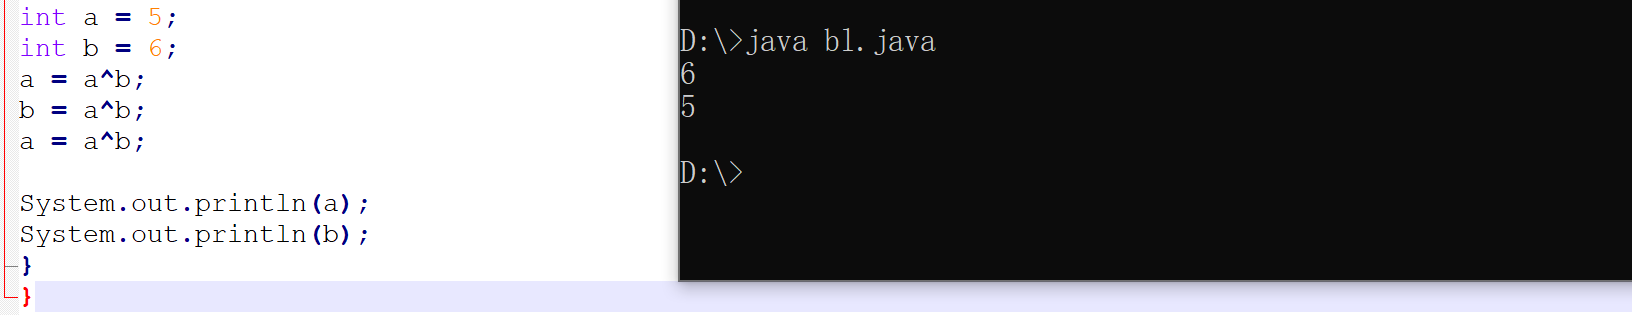 int a = 5;
int b = 6;
a = a^b;
b = a^b;
a = a^b;
System.out.println(a);
System.out.println(b);
}
}
D:\>java bl.java
6
5
D:\>